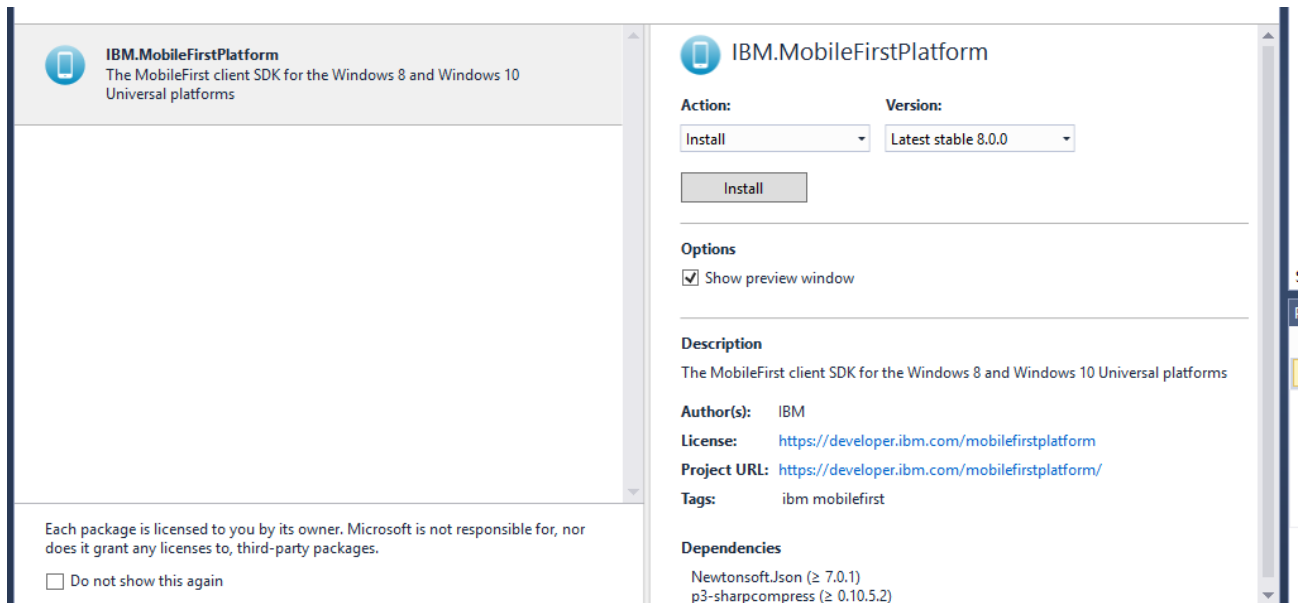 IBM.MobileFirstPlatform
The MobileFirst client SDK for the Windows 8 and Windows 10
Universal platforms
Each package is licensed to you by its owner. Microsoft is not responsible for, nor
does it grant any licenses to, third-party packages.
Do not show this again
IBM.MobileFirstPlatform
Action: Version:
Install Latest stable 8.0.0
Install
Options
Show preview window
Description
The MobileFirst client SDK for the Windows 8 and Windows 10 Universal platforms
Author(s): IBM
License: https://developer.ibm.com/mobilefirstplatform
Project URL: https://developer.ibm.com/mobilefirstplatform/
Tags: ibm mobilefirst
Dependencies
Newtonsoft.Json (≥ 7.0.1)
p3-sharpcompress (≥ 0.10.5.2)